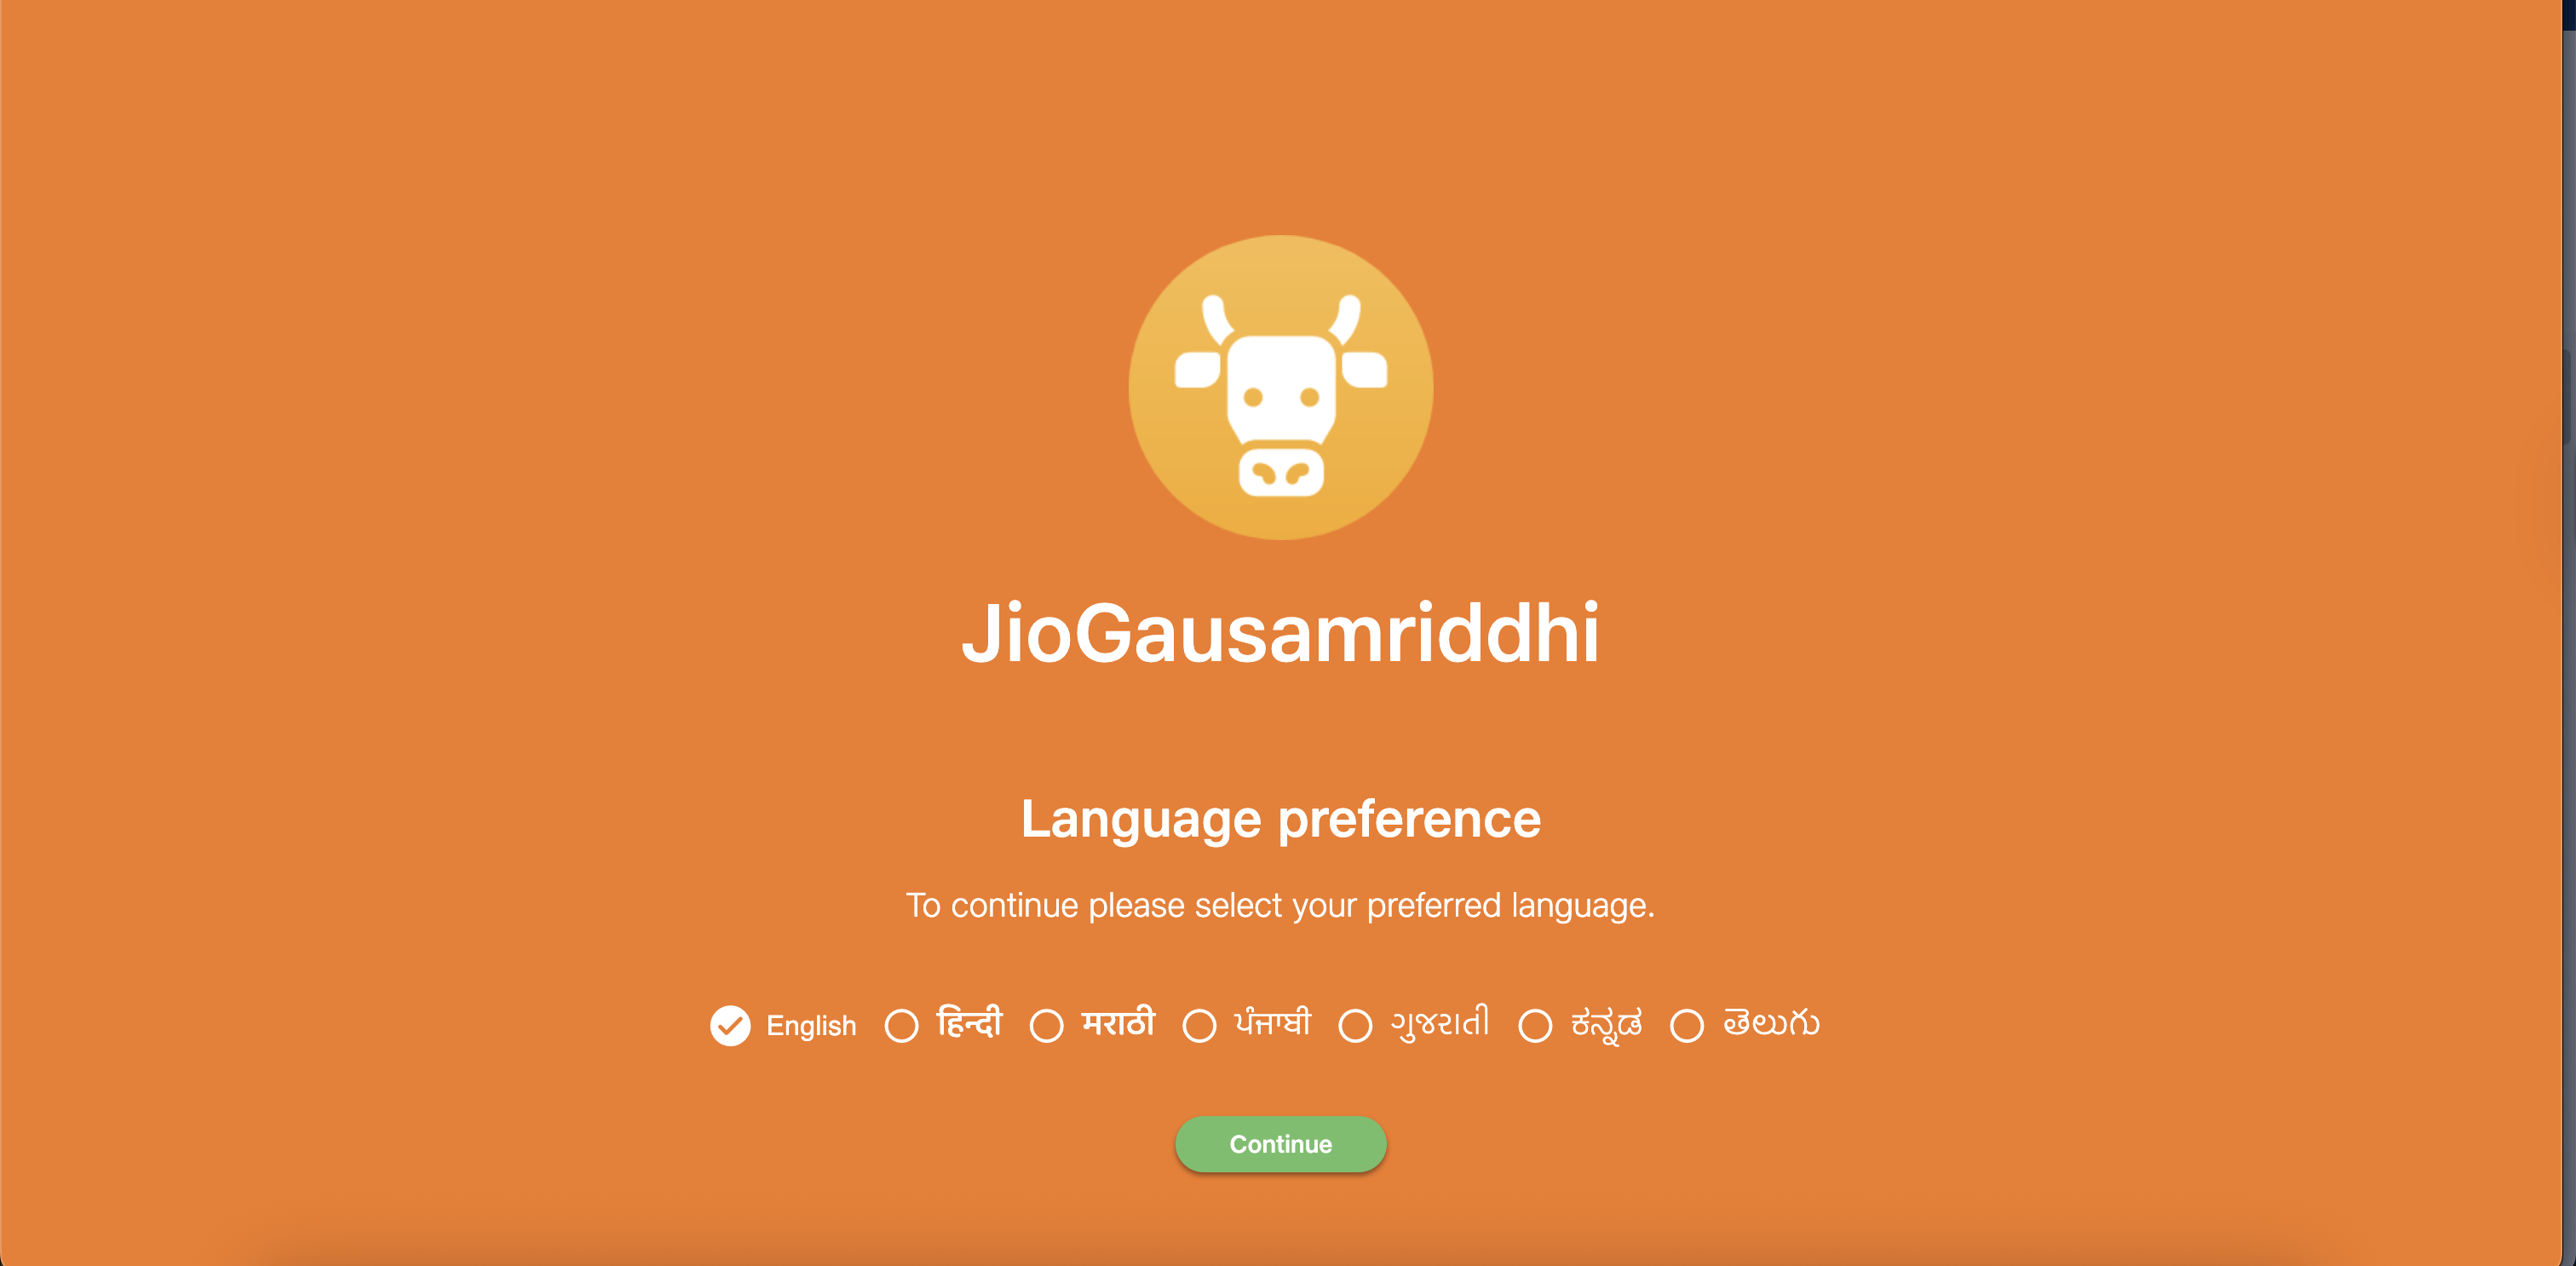 JioGausamriddhi
Language preference
To continue please select your preferred language.
English हिन्दी मराठी ਪੰਜਾਬੀ ગુજરાતી ಕನ್ನಡ తెలుగు
Continue